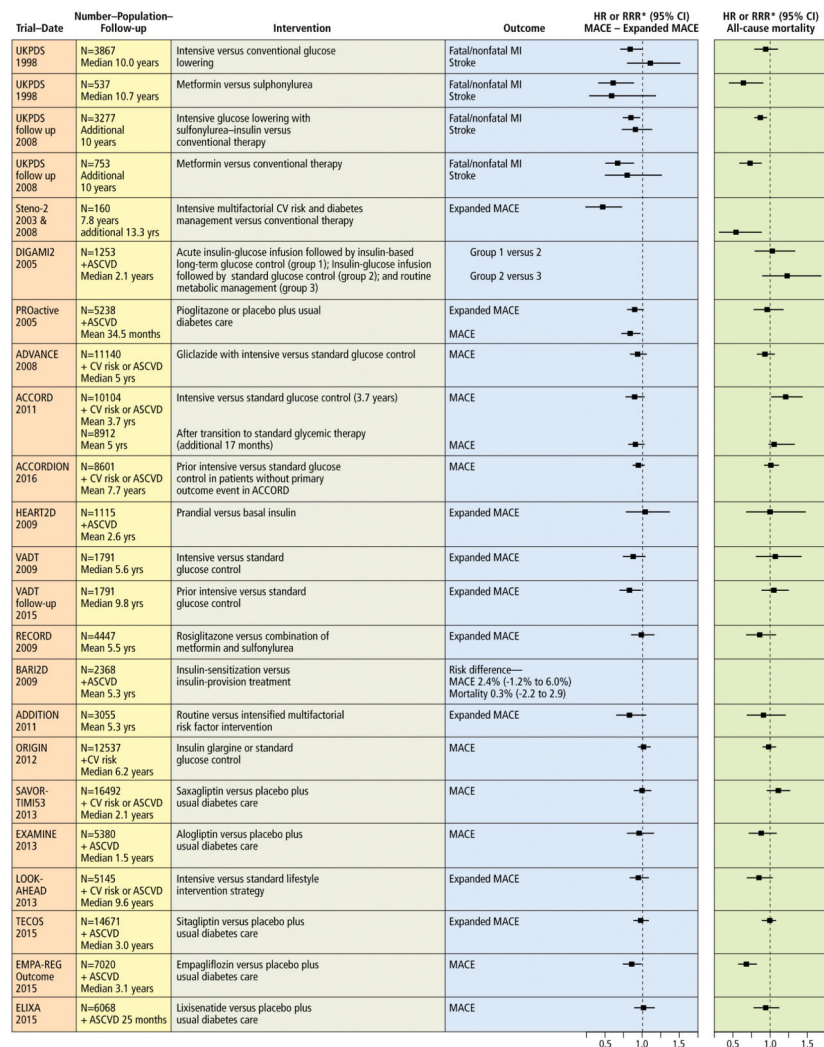 Trial–Date
Number–Population–
Follow-up
Intervention
Outcome
HR or RRR* (95% CI)
MACE – Expanded MACE
HR or RRR* (95% CI)
All-cause mortality
UKPDS
1998
N=3867
Median 10.0 years
Intensive versus conventional glucose
lowering
Fatal/nonfatal MI
Stroke
UKPDS
1998
N=537
Median 10.7 years
Metformin versus sulphonylurea
Fatal/nonfatal MI
Stroke
UKPDS
follow up
2008
N=3277
Additional
10 years
Intensive glucose lowering with
sulfonylurea–insulin versus
conventional therapy
Fatal/nonfatal MI
Stroke
UKPDS
follow up
2008
N=753
Additional
10 years
Metformin versus conventional therapy
Fatal/nonfatal MI
Stroke
Steno-2
2003 &
2008
N=160
7.8 years
additional 13.3 yrs
Intensive multifactorial CV risk and diabetes
management versus conventional therapy
Expanded MACE
DIGAMI2
2005
N=1253
+ASCVD
Median 2.1 years
Acute insulin-glucose infusion followed by insulin-based
long-term glucose control (group 1); Insulin-glucose infusion
followed by standard glucose control (group 2); and routine
metabolic management (group 3)
Group 1 versus 2
Group 2 versus 3
PROactive
2005
N=5238
+ASCVD
Mean 34.5 months
Pioglitazone or placebo plus usual
diabetes care
Expanded MACE
MACE
ADVANCE
2008
N=11140
+ CV risk or ASCVD
Median 5 yrs
Gliclazide with intensive versus standard glucose control
MACE
ACCORD
2011
N=10104
+ CV risk or ASCVD
Mean 3.7 yrs
N=8912
Mean 5 yrs
Intensive versus standard glucose control (3.7 years)
After transition to standard glycemic therapy
(additional 17 months)
MACE
MACE
ACCORDION
2016
N=8601
+ CV risk or ASCVD
Mean 7.7 years
Prior intensive versus standard glucose
control in patients without primary
outcome event in ACCORD
MACE
HEART2D
2009
N=1115
+ASCVD
Mean 2.6 yrs
Prandial versus basal insulin
Expanded MACE
VADT
2009
N=1791
Median 5.6 yrs
Intensive versus standard
glucose control
Expanded MACE
VADT
follow-up
2015
N=1791
Median 9.8 yrs
Prior intensive versus standard
glucose control
Expanded MACE
RECORD
2009
N=4447
Mean 5.5 yrs
Rosiglitazone versus combination of
metformin and sulfonylurea
Expanded MACE
BARI2D
2009
N=2368
+ASCVD
Mean 5.3 yrs
Insulin-sensitization versus
insulin-provision treatment
Risk difference—
MACE 2.4% (-1.2% to 6.0%)
Mortality 0.3% (-2.2 to 2.9)
ADDITION
2011
N=3055
Mean 5.3 yrs
Routine versus intensified multifactorial
risk factor intervention
Expanded MACE
ORIGIN
2012
N=12537
+CV risk
Median 6.2 years
Insulin glargine or standard
glucose control
MACE
SAVOR-
TIMI53
2013
N=16492
+ CV risk or ASCVD
Median 2.1 years
Saxagliptin versus placebo plus
usual diabetes care
MACE
EXAMINE
2013
N=5380
+ ASCVD
Median 1.5 years
Alogliptin versus placebo plus
usual diabetes care
MACE
LOOK-
AHEAD
2013
N=5145
+ CV risk or ASCVD
Median 9.6 years
Intensive versus standard lifestyle
intervention strategy
Expanded MACE
TECOS
2015
N=14671
+ ASCVD
Median 3.0 years
Sitagliptin versus placebo plus
usual diabetes care
Expanded MACE
EMPA-REG
Outcome
2015
N=7020
+ ASCVD
Median 3.1 years
Empagliflozin versus placebo plus
usual diabetes care
MACE
ELIXA
2015
N=6068
+ ASCVD 25 months
Lixisenatide versus placebo plus
usual diabetes care
MACE
0.5 1.0 1.5
0.5 1.0 1.5